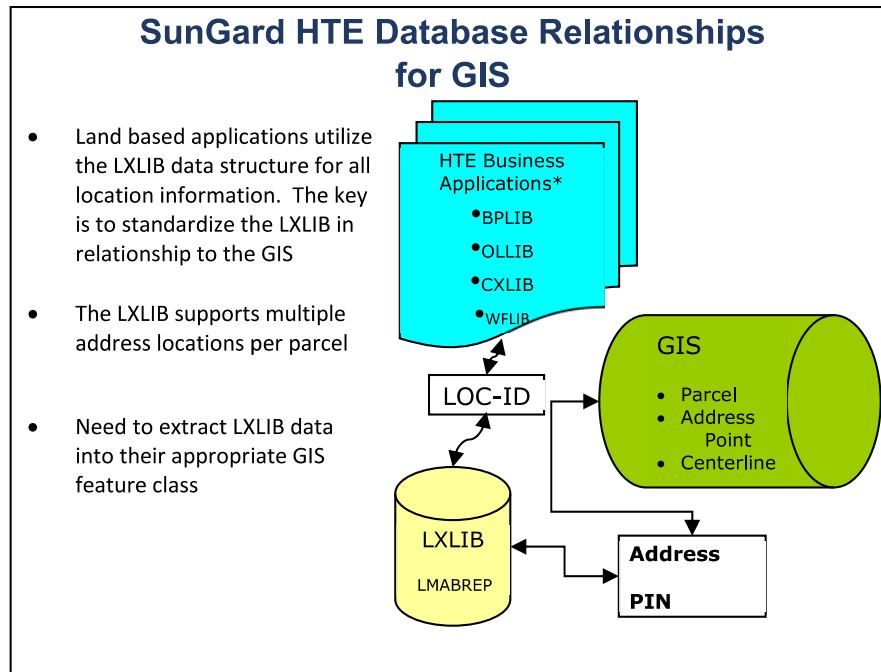 SunGard HTE Database Relationships
for GIS
• Land based applications utilize
the LXLIB data structure for all
location information. The key
is to standardize the LXLIB in
relationship to the GIS
• The LXLIB supports multiple
address locations per parcel
• Need to extract LXLIB data
into their appropriate GIS
feature class
HTE Business
Applications*
•BPLIB
•OLLIB
•CXLIB
•WFLIB
LOC-ID
GIS
• Parcel
• Address
Point
• Centerline
LXLIB
LMABREP
Address
PIN